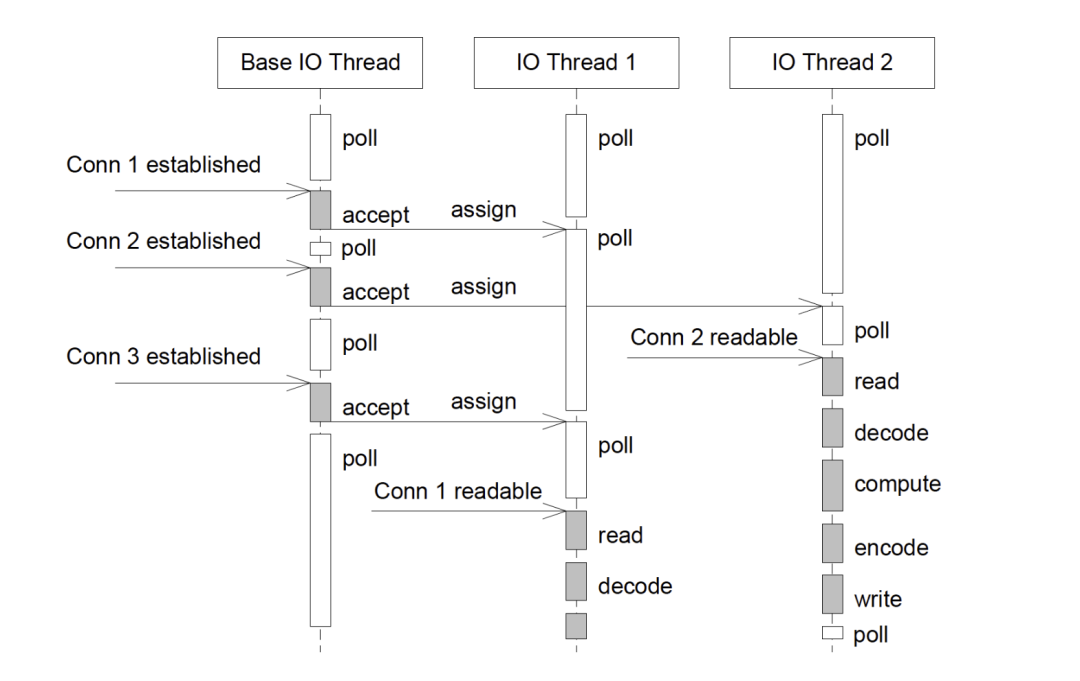 Base IO Thread
IO Thread 1
IO Thread 2
poll
poll
poll
Conn 1 established
accept
assign
Conn 2 established
poll
poll
accept
assign
Conn 3 established
poll
Conn 2 readable
poll
read
accept
assign
decode
poll
poll
Conn 1 readable
compute
read
encode
decode
write
poll